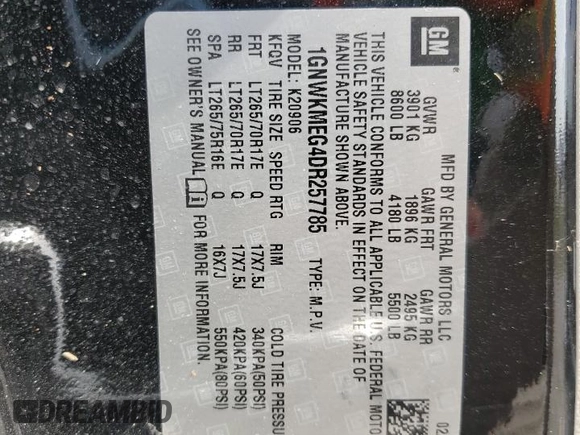 GM
MFD BY GENERAL MOTORS LLC 02
GVWR GAWR FRT GAWR RR
3901 KG 1896 KG 2495 KG
8600 LB 4180 LB 5500 LB
THIS VEHICLE CONFORMS TO ALL APPLICABLE U.S. FEDERAL MOTO
VEHICLE SAFETY STANDARDS IN EFFECT ON THE DATE OF
MANUFACTURE SHOWN ABOVE.
1GNWKMEG4DR257785 TYPE: M.P.V.
MODEL: K20906
KFQV TIRE SIZE SPEED RTG RIM COLD TIRE PRESSU
FRT LT265/70R17E Q 17X7.5J 340KPA(50PSI)
RR LT265/70R17E Q 17X7.5J 420KPA(60PSI)
SPA LT265/75R16E Q 16X7J 550KPA(80PSI)
SEE OWNER'S MANUAL FOR MORE INFORMATION.
DREAMBID